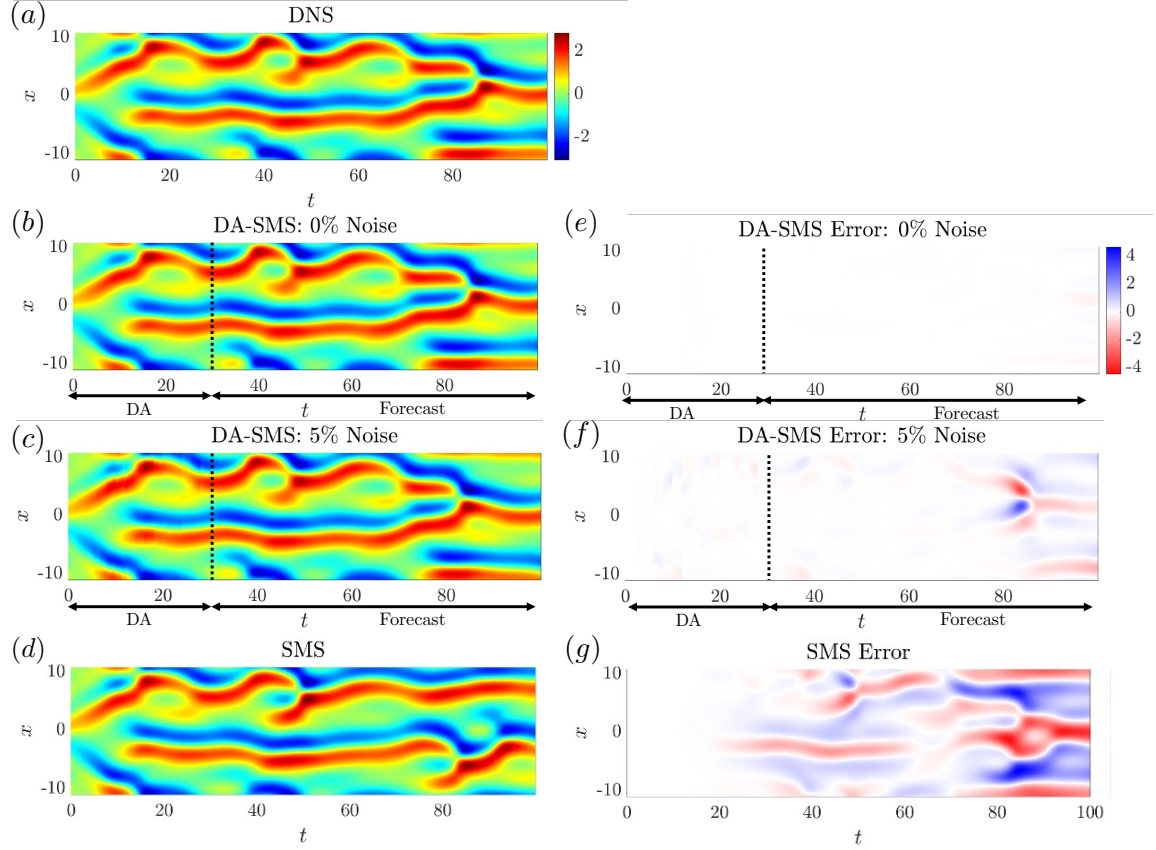 (a)
DNS
10
0
-10
x
0
20
40
60
80
t
2
0
-2
(b)
DA-SMS: 0% Noise
10
0
-10
x
0
20
40
60
80
DA
t
Forecast
(e)
DA-SMS Error: 0% Noise
10
0
-10
x
0
20
40
60
80
DA
t
Forecast
4
2
0
-2
-4
(c)
DA-SMS: 5% Noise
10
0
-10
x
0
20
40
60
80
DA
t
Forecast
(f)
DA-SMS Error: 5% Noise
10
0
-10
x
0
20
40
60
80
DA
t
Forecast
(d)
SMS
10
0
-10
x
0
20
40
60
80
t
(g)
SMS Error
10
0
-10
x
0
20
40
60
80
100
t